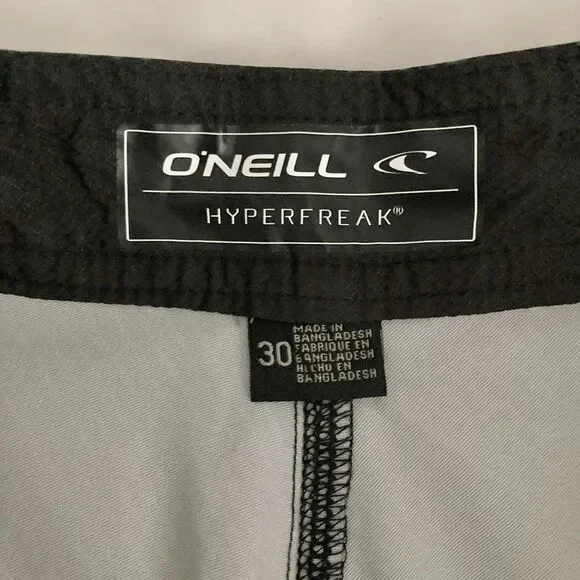 O'NEILL
HYPERFREAK®
30
MADE IN
BANGLADESH
FABRIQUE EN
BANGLADESH
HECHO EN
BANGLADESH